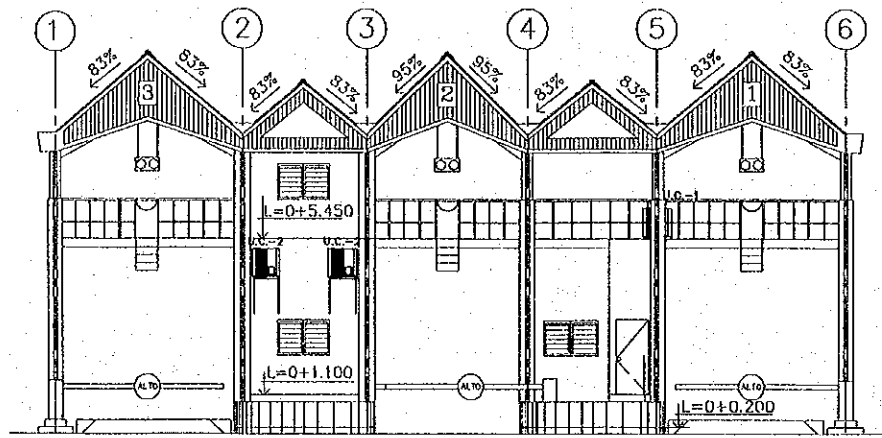 1 2 3 4 5 6
83% 83% 83% 83% 95% 95% 83% 83% 83% 83%
3 2 1
U.C.-1
L=0+5.450
U.C.-2 U.C.-2
L=0+1.100
ALTO ALTO ALTO
L=0+0.200